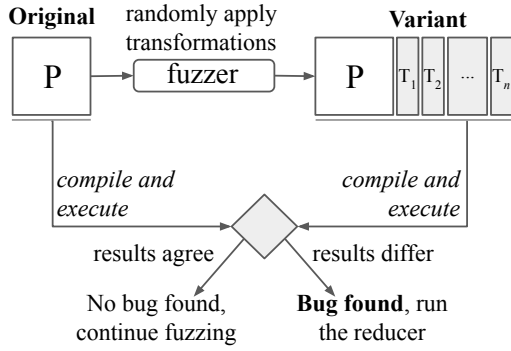 Original
randomly apply
transformations
Variant
P
fuzzer
P
T1
T2
...
Tn
compile and
execute
compile and
execute
results agree
results differ
No bug found,
continue fuzzing
Bug found, run
the reducer